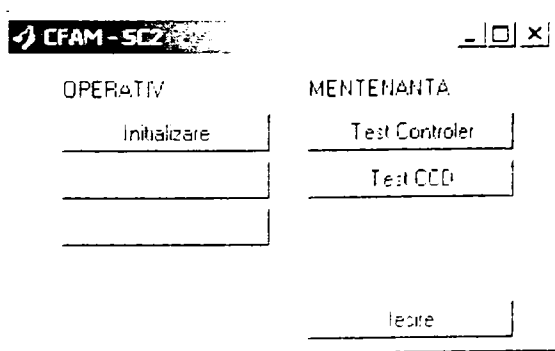 CFAM - SC2
OPERATIV
MENTENANTA
Initializare
Test Controler
Test CCD
Iesire